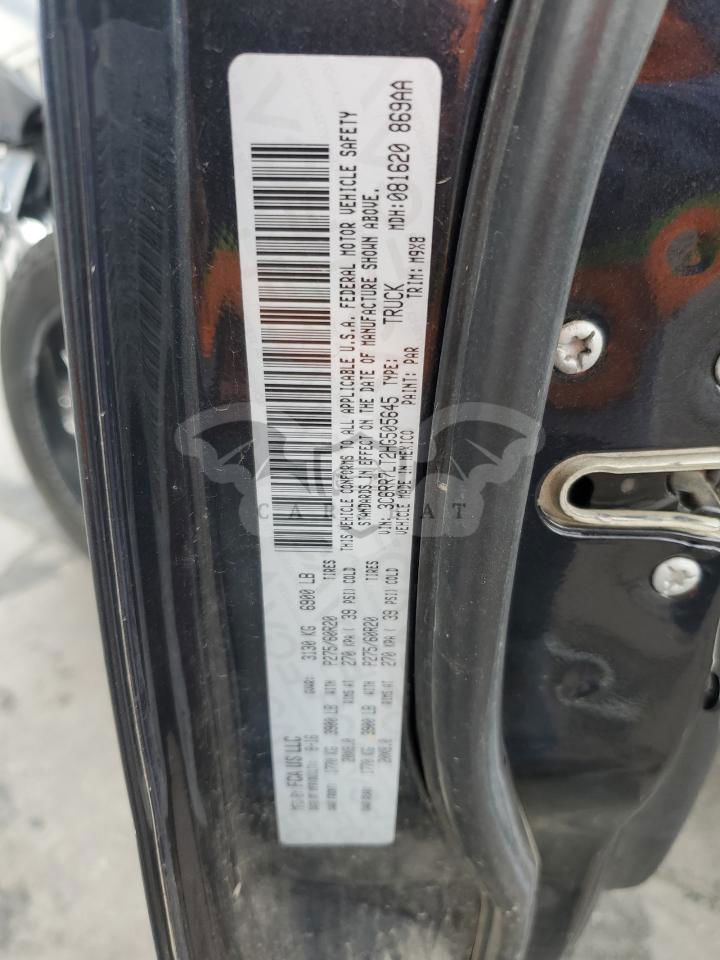 MFD BY FCA US LLC
DATE OF MFR 8-16 GVWR: 3130 KG 6900 LB
GAWR FRONT: 1770 KG 3900 LB WITH P275/60R20 TIRES
20X8.0 RIMS AT 270 KPA ( 39 PSI) COLD
GAWR REAR: 1770 KG 3900 LB WITH P275/60R20 TIRES
20X8.0 RIMS AT 270 KPA ( 39 PSI) COLD
THIS VEHICLE CONFORMS TO ALL APPLICABLE U.S.A. FEDERAL MOTOR VEHICLE SAFETY
STANDARDS IN EFFECT ON THE DATE OF MANUFACTURE SHOWN ABOVE.
VIN: 3C6RR7LT2HG505645 TYPE: TRUCK MDH:081620 869AA
VEHICLE MADE IN MEXICO PAINT: PAR TRIM: M9X8